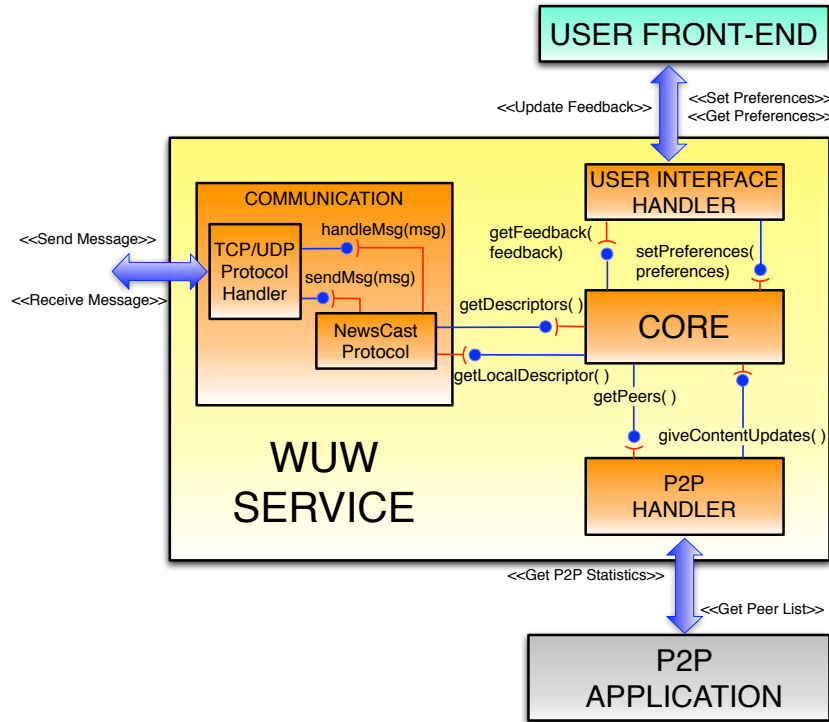 USER FRONT-END
<<Update Feedback>>
<<Set Preferences>>
<<Get Preferences>>
COMMUNICATION
USER INTERFACE
HANDLER
<<Send Message>>
<<Receive Message>>
TCP/UDP
Protocol
Handler
handleMsg(msg)
sendMsg(msg)
getFeedback(
feedback)
setPreferences(
preferences)
NewsCast
Protocol
getDescriptors( )
CORE
getLocalDescriptor( )
getPeers( )
giveContentUpdates( )
WUW
SERVICE
P2P
HANDLER
<<Get P2P Statistics>>
<<Get Peer List>>
P2P
APPLICATION